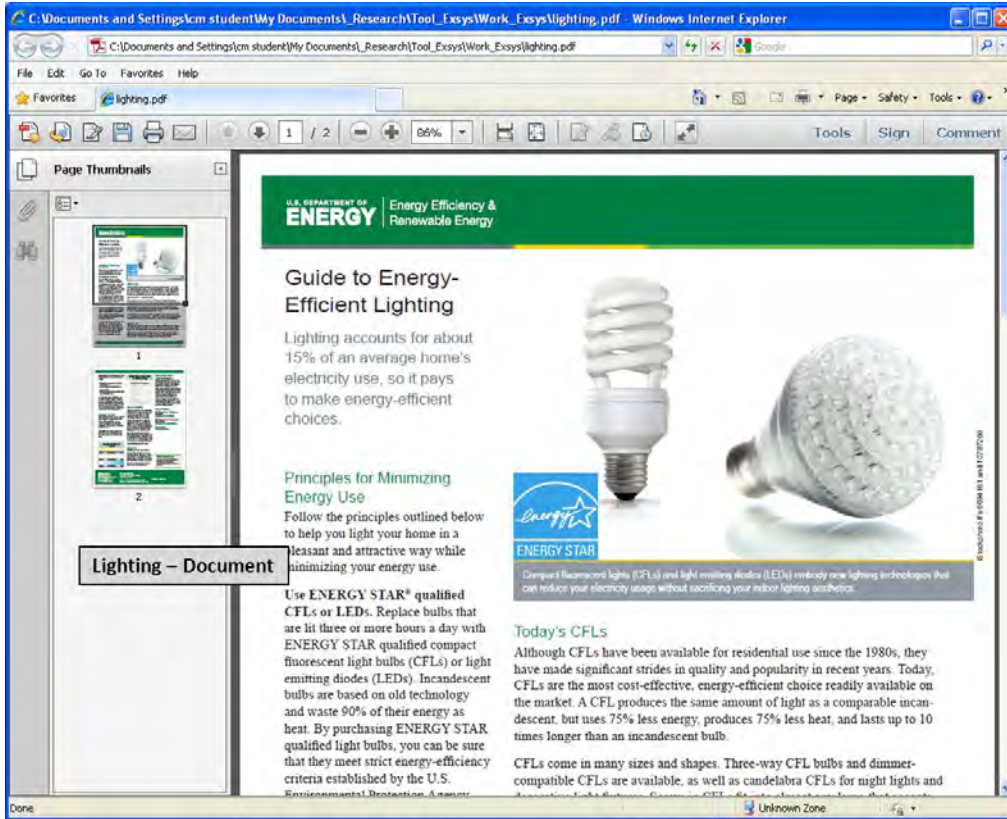 C:\Documents and Settings\cm student\My Documents\_Research\Tool_Exsys\Work_Exsys\lighting.pdf - Windows Internet Explorer
C:\Documents and Settings\cm student\My Documents\_Research\Tool_Exsys\Work_Exsys\lighting.pdf
Google
File Edit Go To Favorites Help
Favorites lighting.pdf Page Safety Tools
1 / 2 86% Tools Sign Comment
Page Thumbnails
1
2
Lighting – Document
U.S. DEPARTMENT OF
ENERGY
Energy Efficiency &
Renewable Energy
Guide to Energy-
Efficient Lighting
Lighting accounts for about
15% of an average home's
electricity use, so it pays
to make energy-efficient
choices.
Principles for Minimizing
Energy Use
Follow the principles outlined below
to help you light your home in a
pleasant and attractive way while
minimizing your energy use.
Use ENERGY STAR® qualified
CFLs or LEDs. Replace bulbs that
are lit three or more hours a day with
ENERGY STAR qualified compact
fluorescent light bulbs (CFLs) or light
emitting diodes (LEDs). Incandescent
bulbs are based on old technology
and waste 90% of their energy as
heat. By purchasing ENERGY STAR
qualified light bulbs, you can be sure
that they meet strict energy-efficiency
criteria established by the U.S.
Environmental Protection Agency
energy
ENERGY STAR
Compact fluorescent lights (CFLs) and light emitting diodes (LEDs) embody new lighting technologies that
can reduce your electricity usage without sacrificing your indoor lighting aesthetics.
Today's CFLs
Although CFLs have been available for residential use since the 1980s, they
have made significant strides in quality and popularity in recent years. Today,
CFLs are the most cost-effective, energy-efficient choice readily available on
the market. A CFL produces the same amount of light as a comparable incan-
descent, but uses 75% less energy, produces 75% less heat, and lasts up to 10
times longer than an incandescent bulb.
CFLs come in many sizes and shapes. Three-way CFL bulbs and dimmer-
compatible CFLs are available, as well as candelabra CFLs for night lights and
Done Unknown Zone